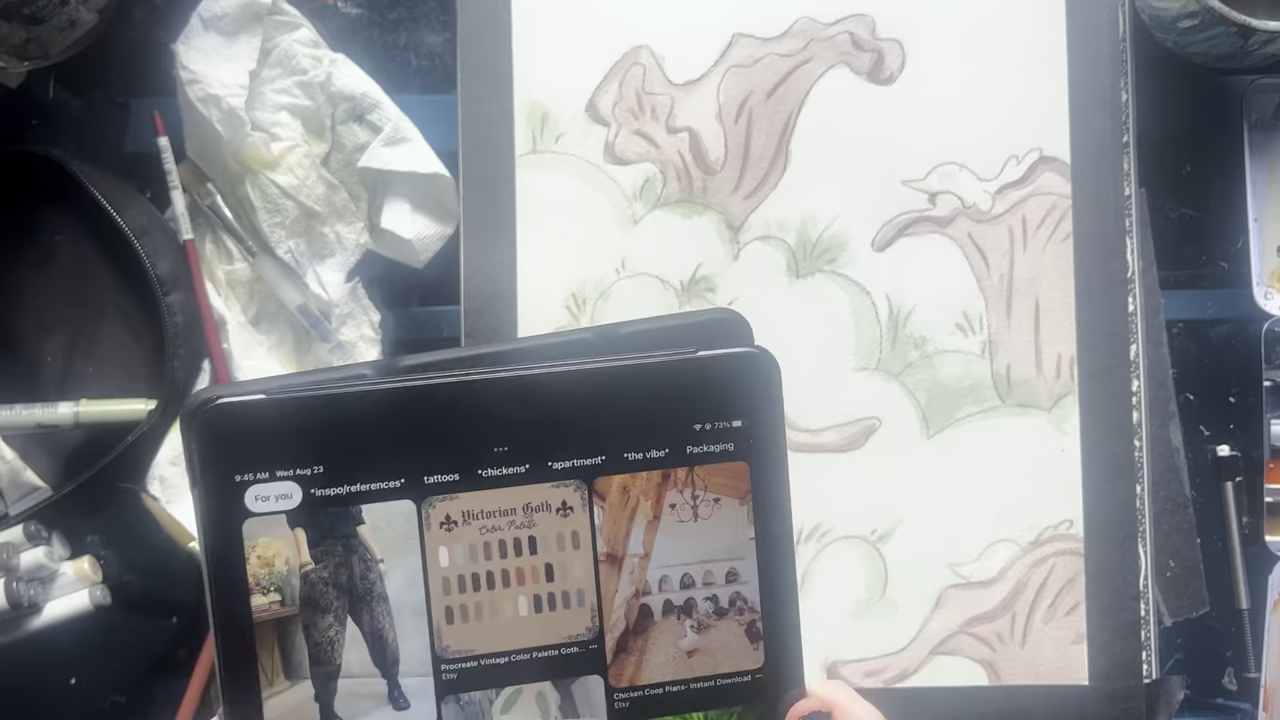 73%
9:45 AM Wed Aug 23
For you
*inspo/references*
tattoos
*chickens*
*apartment*
*the vibe*
Packaging
Victorian Goth
Color Palette
Procreate Vintage Color Palette Goth...
Etsy
Chicken Coop Plans- Instant Download
Etsy